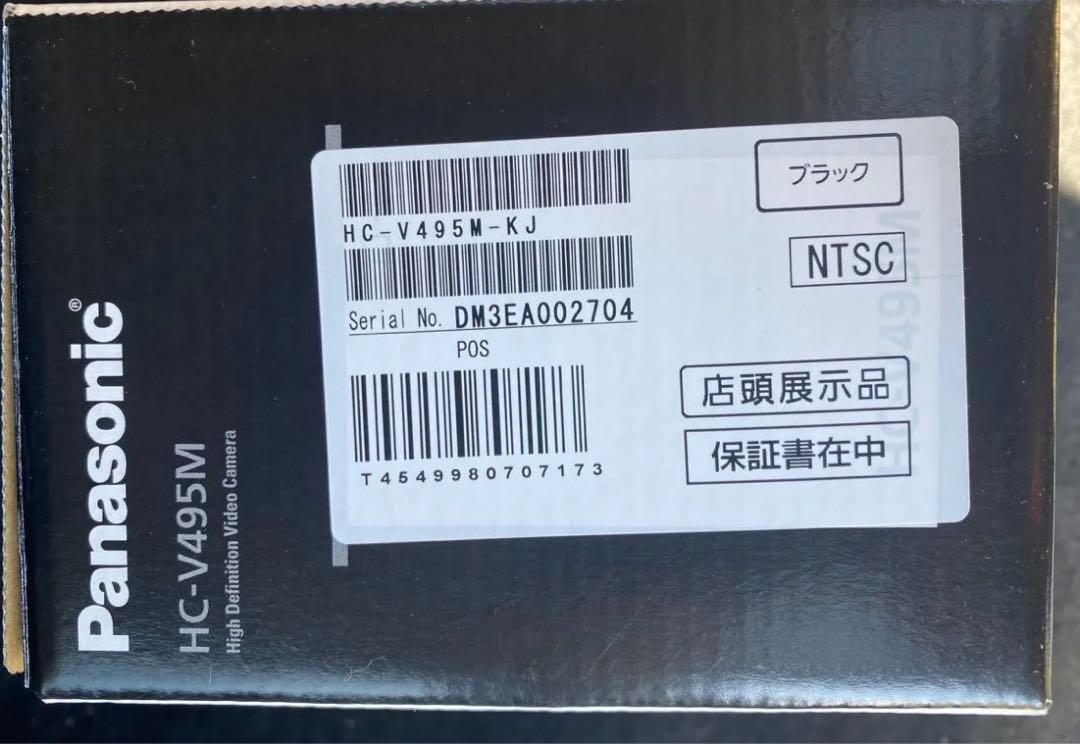 Panasonic®
HC-V495M
High Definition Video Camera
HC-V495M-KJ
Serial No. DM3EA002704
POS
T4549980707173
ブラック
NTSC
店頭展示品
保証書在中